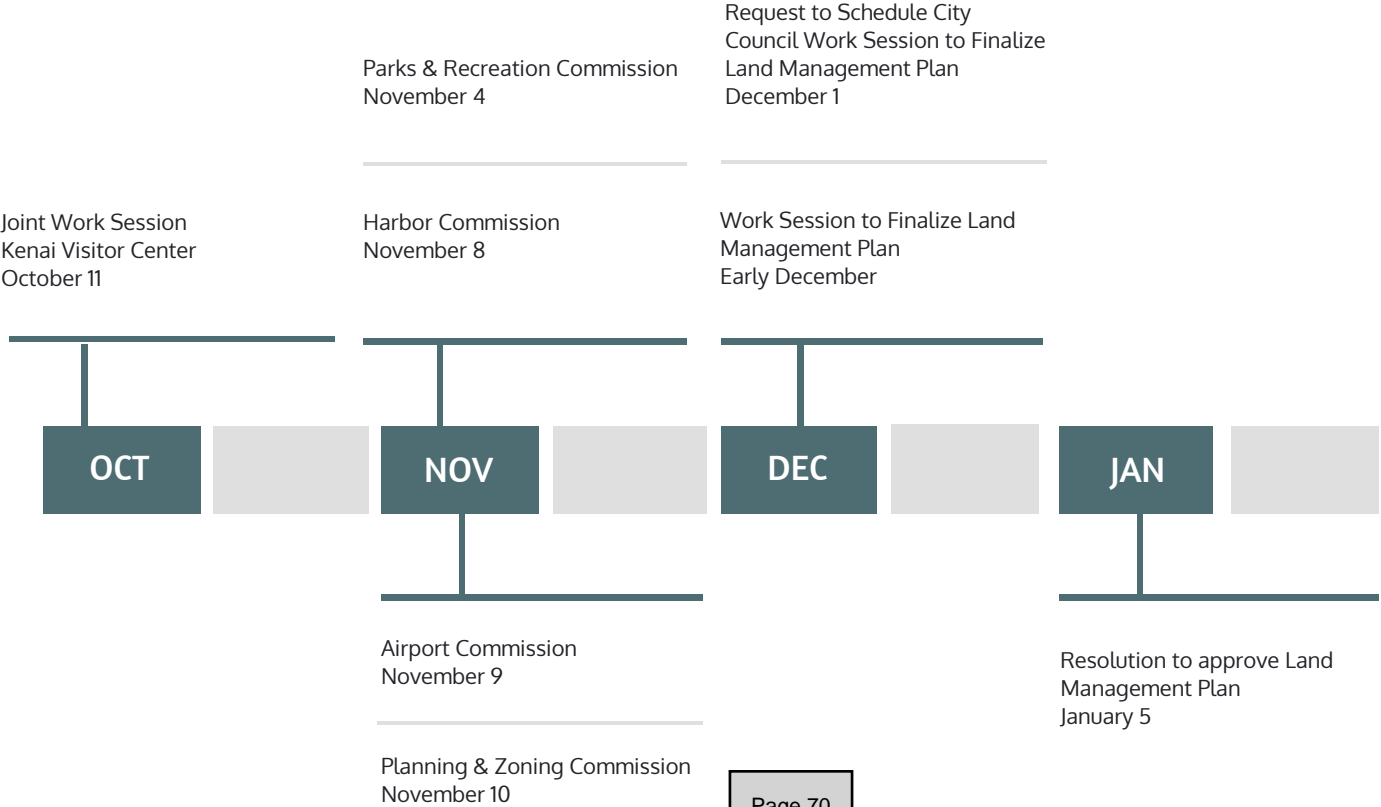 Request to Schedule City
Council Work Session to Finalize
Land Management Plan
December 1
Parks & Recreation Commission
November 4
Joint Work Session
Kenai Visitor Center
October 11
Harbor Commission
November 8
Work Session to Finalize Land
Management Plan
Early December
OCT
NOV
DEC
JAN
Airport Commission
November 9
Planning & Zoning Commission
November 10
Resolution to approve Land
Management Plan
January 5
Page 70